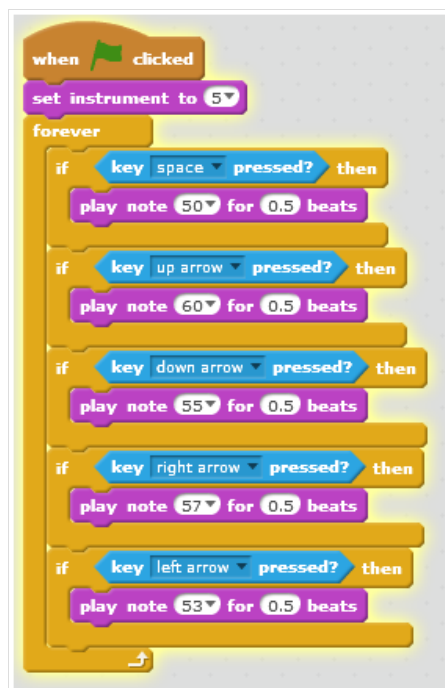 when clicked
set instrument to 5
forever
if key space pressed? then
play note 50 for 0.5 beats
if key up arrow pressed? then
play note 60 for 0.5 beats
if key down arrow pressed? then
play note 55 for 0.5 beats
if key right arrow pressed? then
play note 57 for 0.5 beats
if key left arrow pressed? then
play note 53 for 0.5 beats